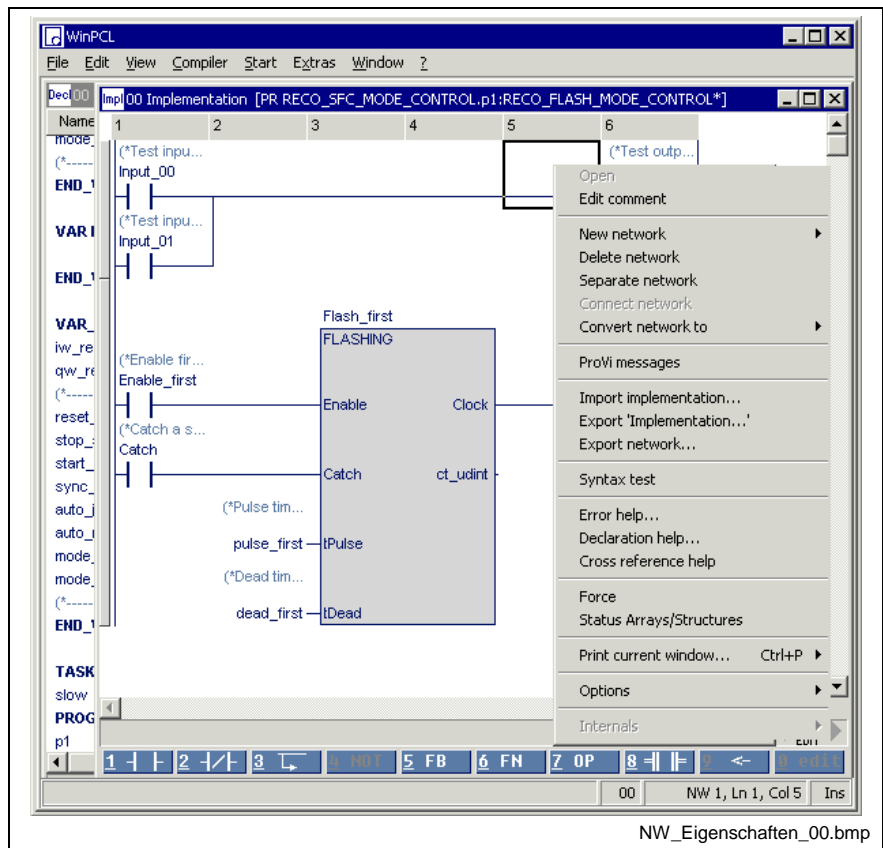 WinPCL
File Edit View Compiler Start Extras Window ?
Decl 00
Impl 00 Implementation [PR RECO_SFC_MODE_CONTROL.p1:RECO_FLASH_MODE_CONTROL*]
Name
1 2 3 4 5 6
mode_
(*-----
END_V
VAR
END_V
VAR_
iw_re
qw_re
(*-----
reset_
stop_s
start_
sync_
auto_j
auto_
mode_
mode_
(*-----
END_V
TASK
slow
PROG
p1
(*Test inpu...
Input_00
(*Test outp...
(*Test inpu...
Input_01
Flash_first
FLASHING
(*Enable fir...
Enable_first
Enable Clock
(*Catch a s...
Catch
Catch ct_udint
(*Pulse tim...
pulse_first tPulse
(*Dead tim...
dead_first tDead
Open
Edit comment
New network
Delete network
Separate network
Connect network
Convert network to
ProVi messages
Import implementation...
Export 'Implementation...'
Export network...
Syntax test
Error help...
Declaration help...
Cross reference help
Force
Status Arrays/Structures
Print current window... Ctrl+P
Options
Internals
1 2 3 4 NOT 5 FB 6 FN 7 OP 8 9 <- 0 edit
00 NW 1, Ln 1, Col 5 Ins
NW_Eigenschaften_00.bmp